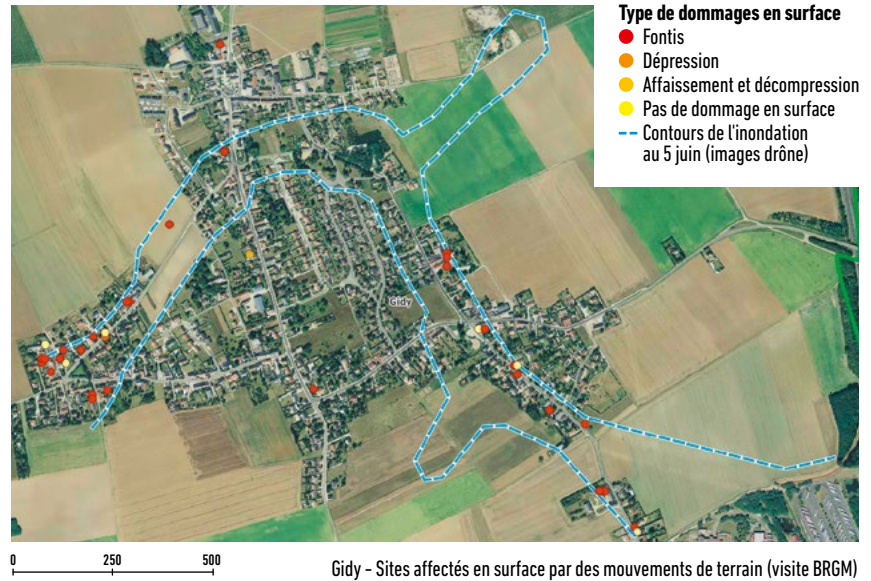 Type de dommages en surface
Fontis
Dépression
Affaissement et décompression
Pas de dommage en surface
Contours de l'inondation
au 5 juin (images drône)
Gidy
0 250 500
Gidy - Sites affectés en surface par des mouvements de terrain (visite BRGM)